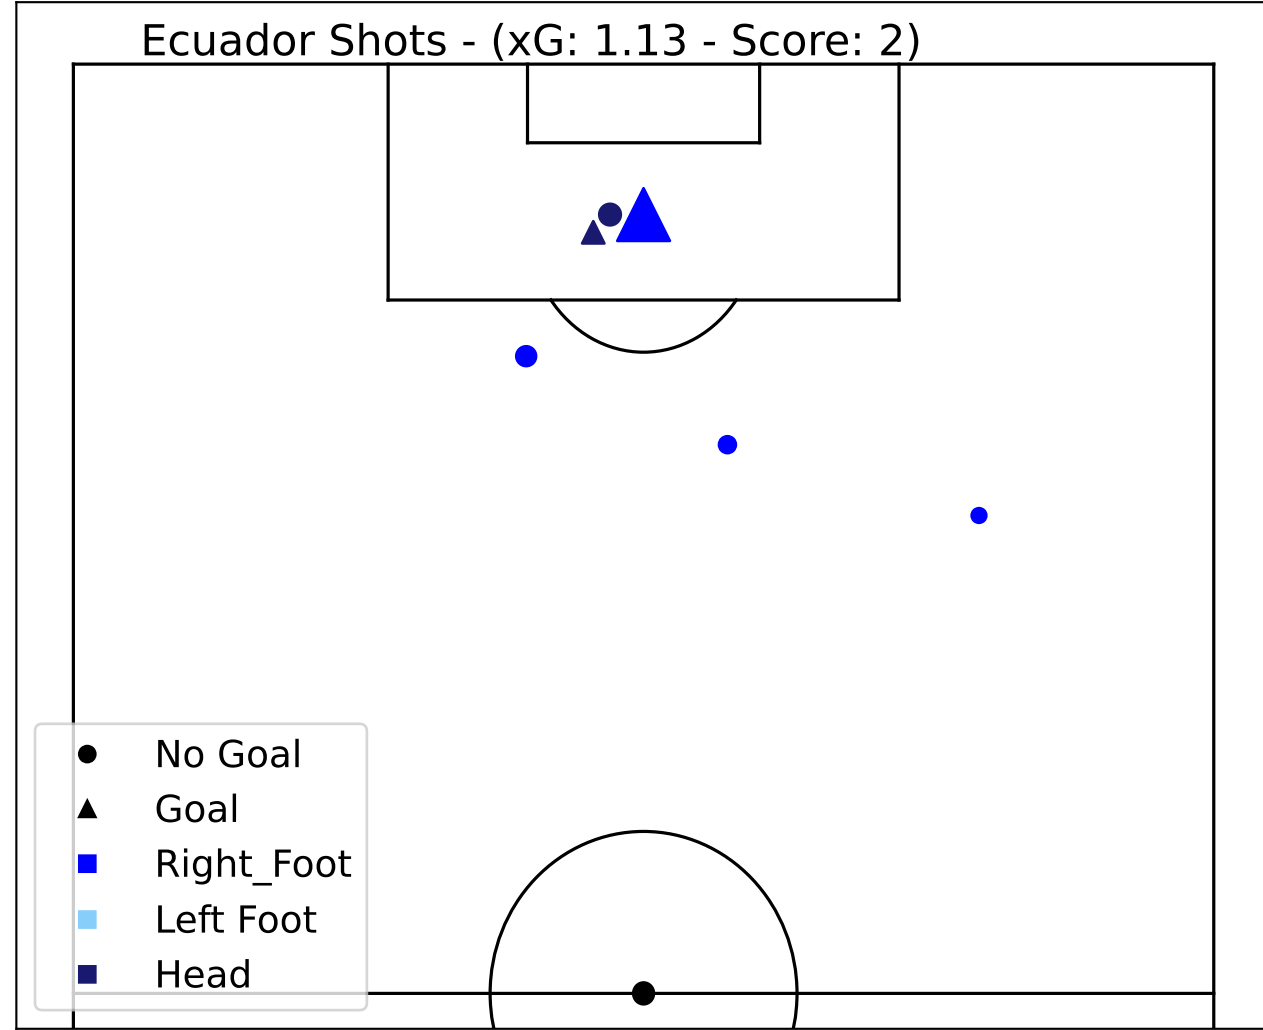 Ecuador Shots - (xG: 1.13 - Score: 2)
No Goal
Goal
Right_Foot
Left Foot
Head